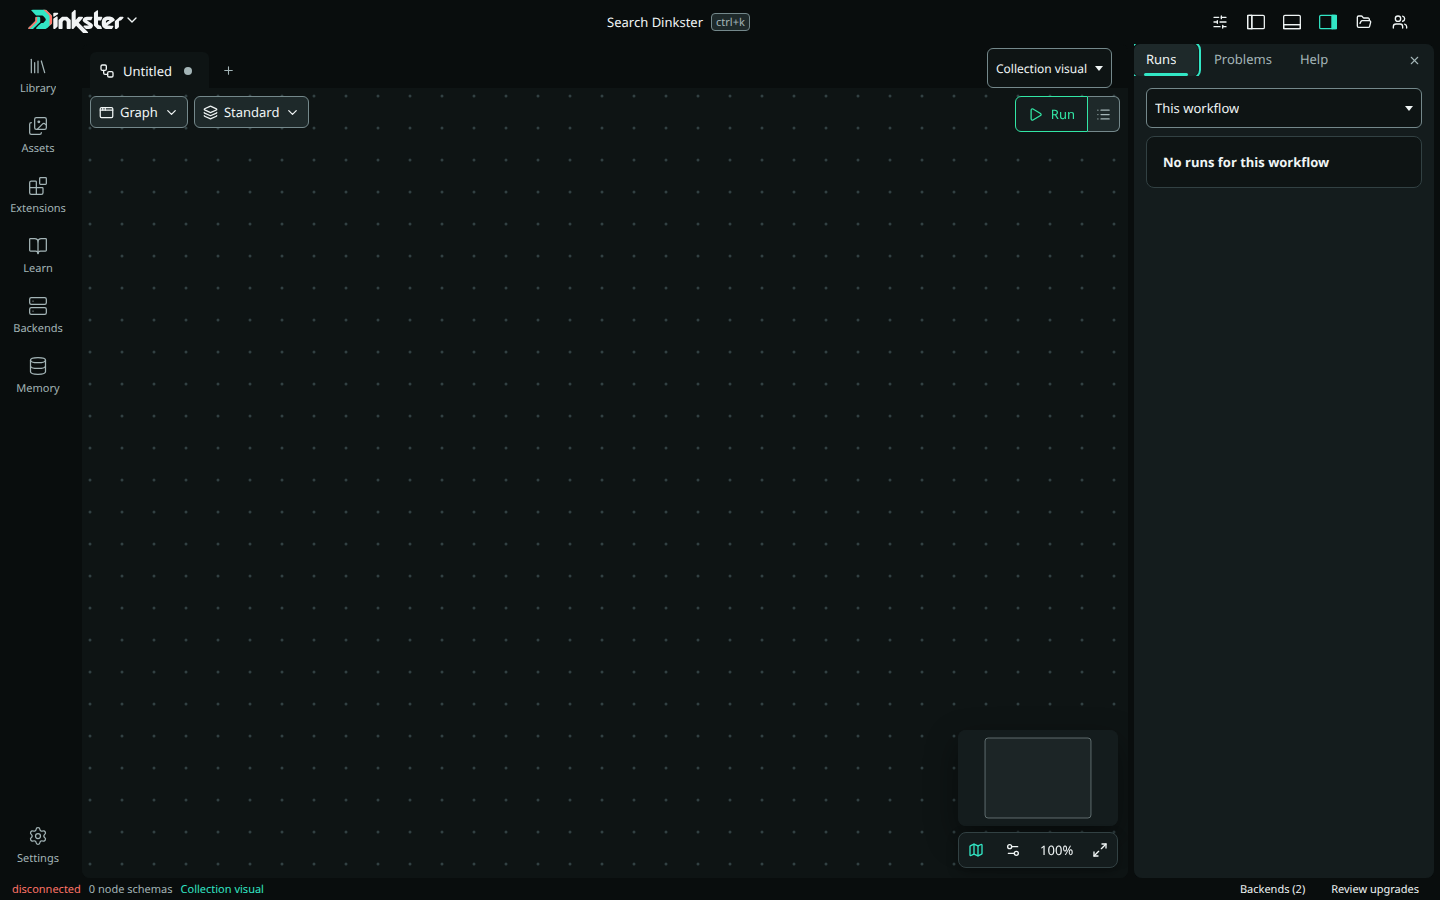 Dinkster
Search Dinkster ctrl+k
Library
Assets
Extensions
Learn
Backends
Memory
Settings
Untitled
Collection visual
Graph
Standard
Run
100%
Runs
Problems
Help
This workflow
No runs for this workflow
disconnected
0 node schemas
Collection visual
Backends (2)
Review upgrades